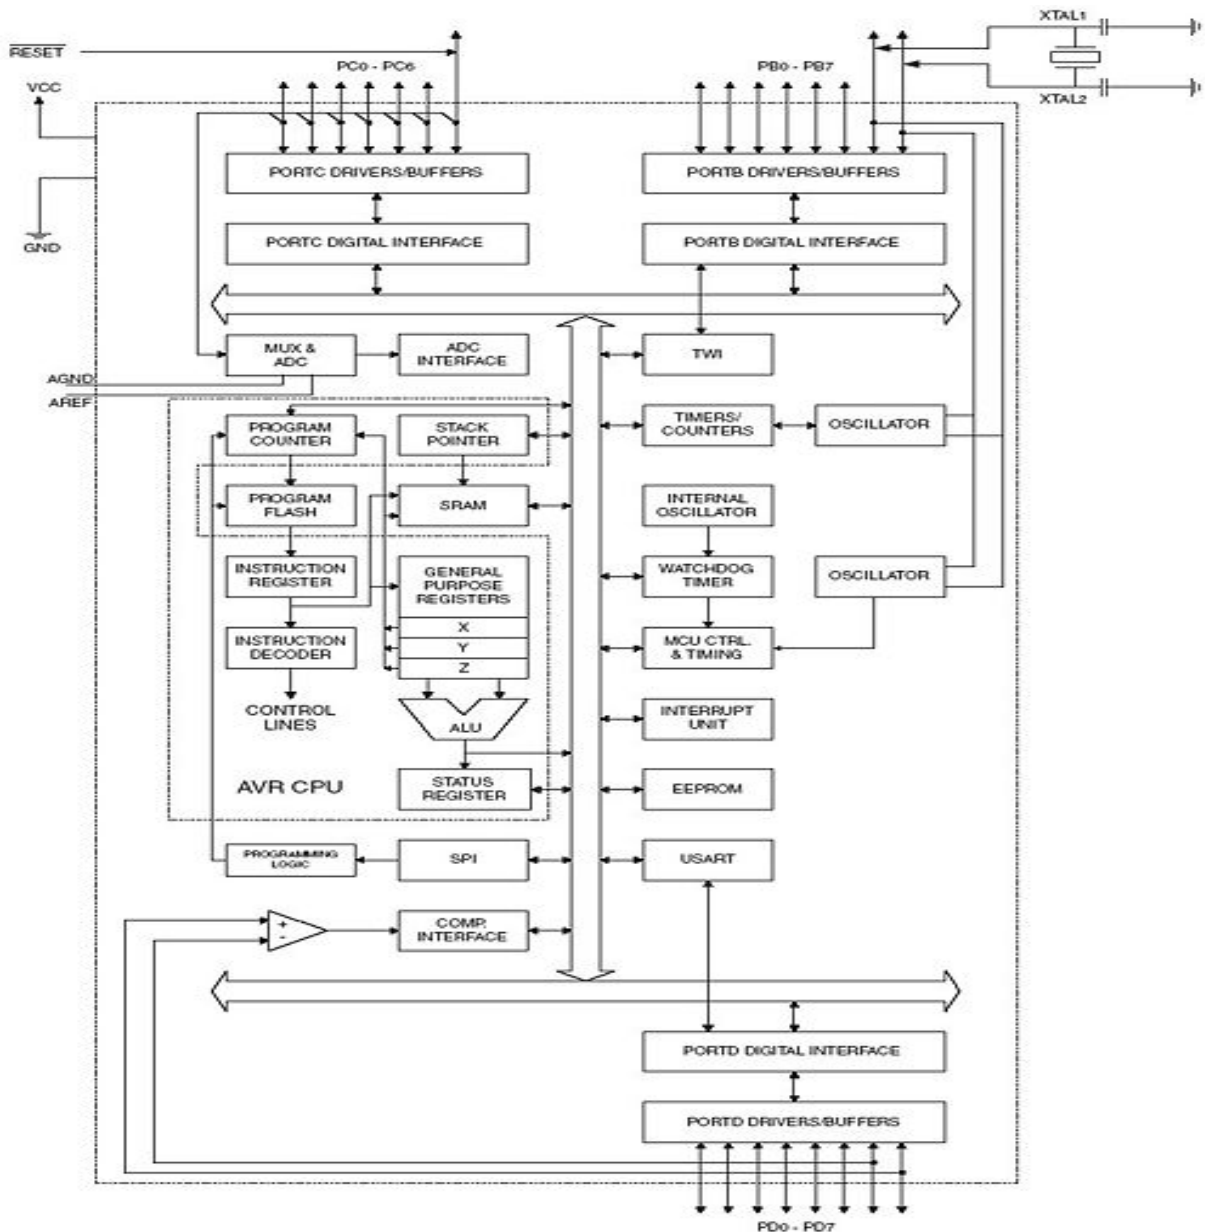 XTAL1
RESET
PC0 - PC6
PB0 - PB7
VCC
XTAL2
PORTC DRIVERS/BUFFERS
PORTB DRIVERS/BUFFERS
GND
PORTC DIGITAL INTERFACE
PORTB DIGITAL INTERFACE
MUX &
ADC
ADC
INTERFACE
TWI
AGND
AREF
PROGRAM
COUNTER
STACK
POINTER
TIMERS/
COUNTERS
OSCILLATOR
PROGRAM
FLASH
SRAM
INTERNAL
OSCILLATOR
INSTRUCTION
REGISTER
GENERAL
PURPOSE
REGISTERS
WATCHDOG
TIMER
OSCILLATOR
X
INSTRUCTION
DECODER
Y
MCU CTRL.
& TIMING
Z
CONTROL
LINES
ALU
INTERRUPT
UNIT
AVR CPU
STATUS
REGISTER
EEPROM
PROGRAMMING
LOGIC
SPI
USART
+
-
COMP.
INTERFACE
PORTD DIGITAL INTERFACE
PORTD DRIVERS/BUFFERS
PD0 - PD7